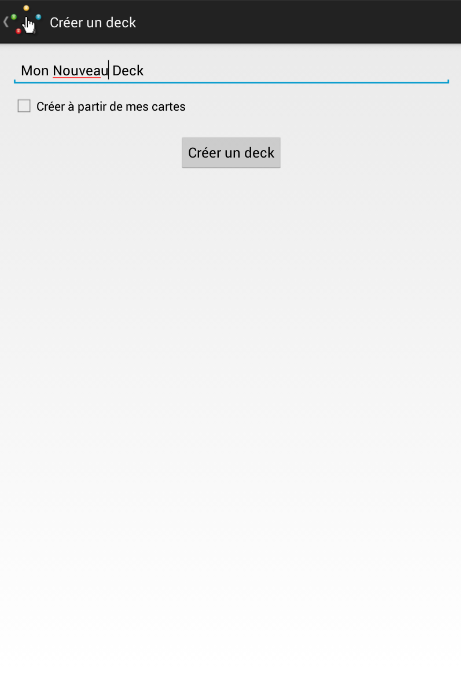 Créer un deck
Mon Nouveau Deck
Créer à partir de mes cartes
Créer un deck